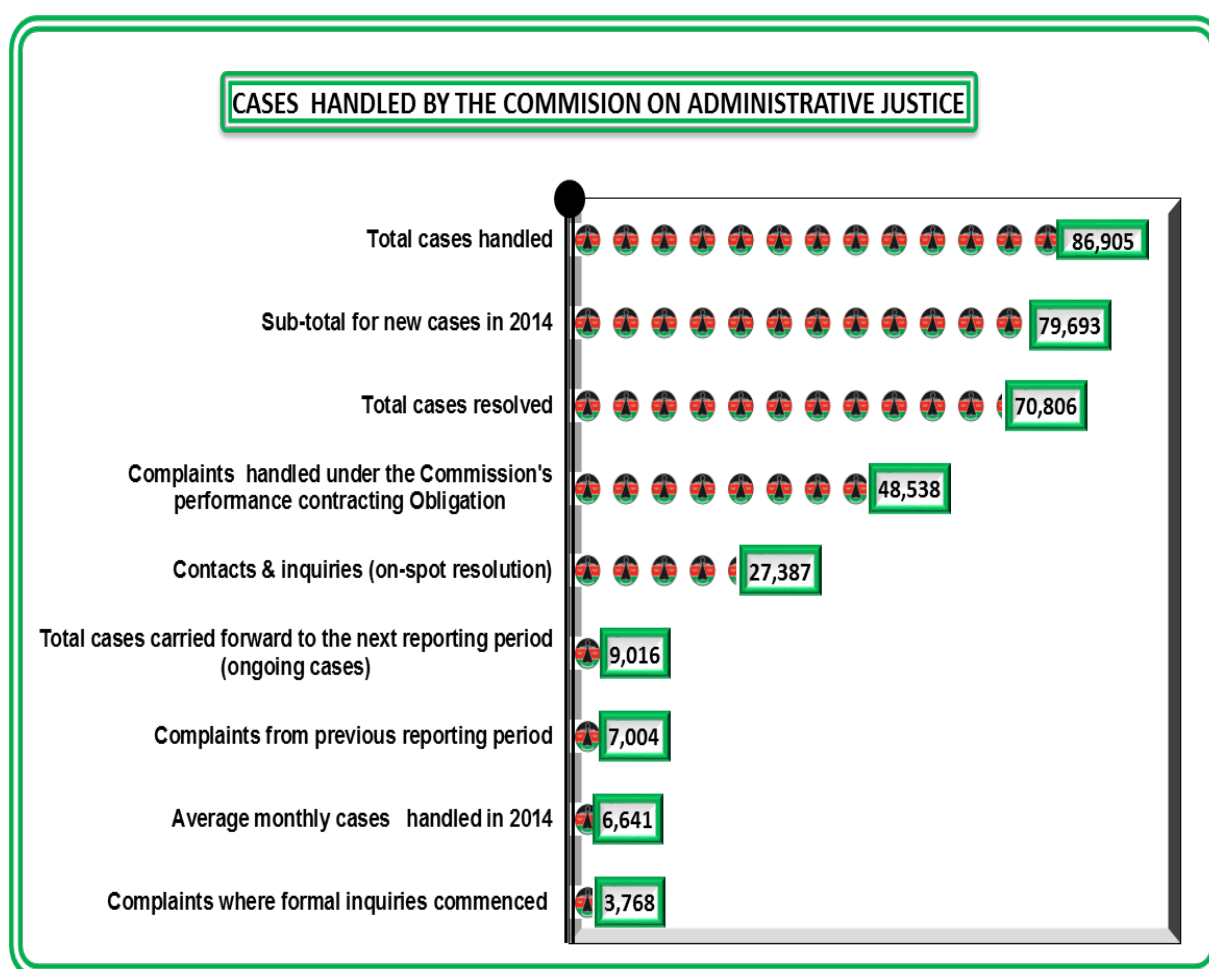 CASES HANDLED BY THE COMMISION ON ADMINISTRATIVE JUSTICE
Total cases handled
86,905
Sub-total for new cases in 2014
79,693
Total cases resolved
70,806
Complaints handled under the Commission's
performance contracting Obligation
48,538
Contacts & inquiries (on-spot resolution)
27,387
Total cases carried forward to the next reporting period
(ongoing cases)
9,016
Complaints from previous reporting period
7,004
Average monthly cases handled in 2014
6,641
Complaints where formal inquiries commenced
3,768